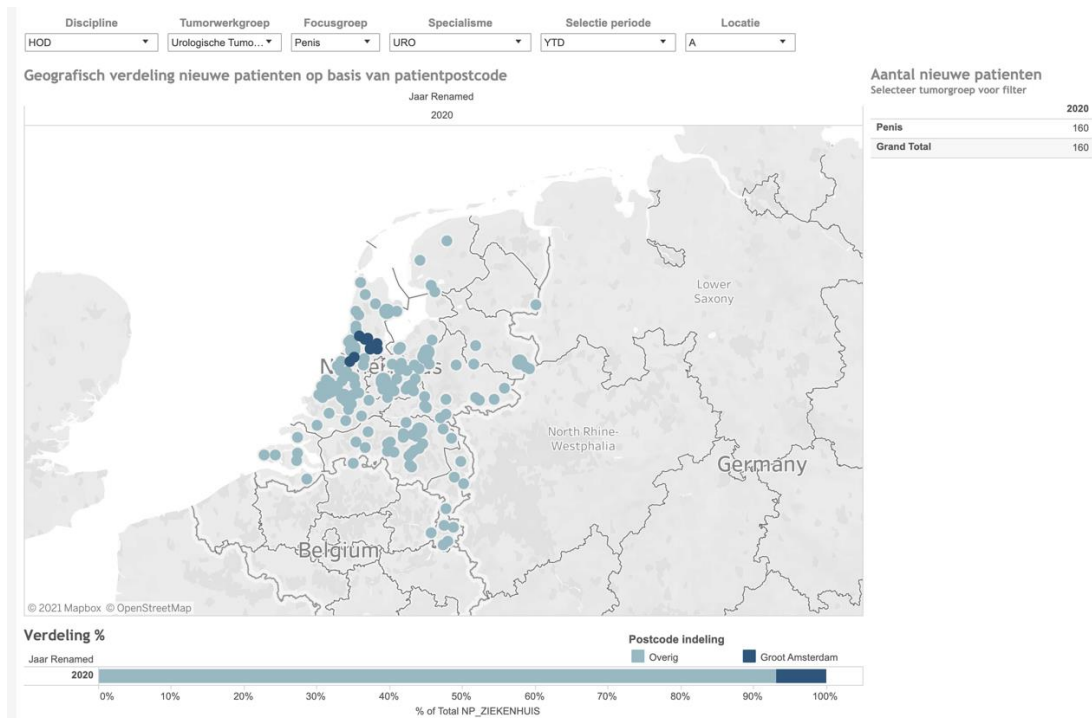 Discipline Tumorwerkgroep Focusgroep Specialisme Selectie periode Locatie
HOD Urologische Tumo... Penis URO YTD A
Geografisch verdeling nieuwe patienten op basis van patientpostcode
Jaar Renamed
2020
Aantal nieuwe patienten
Selecteer tumorgroep voor filter
2020
Penis 160
Grand Total 160
Lower
Saxony
North Rhine-
Westphalia
Germany
Belgium
© 2021 Mapbox © OpenStreetMap
Verdeling %
Postcode indeling
Overig Groot Amsterdam
Jaar Renamed
2020
0% 10% 20% 30% 40% 50% 60% 70% 80% 90% 100%
% of Total NP_ZIEKENHUIS